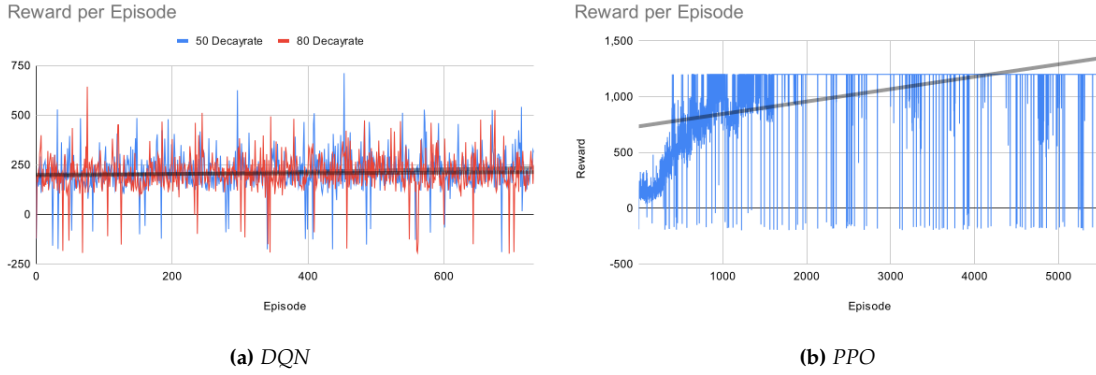 Reward per Episode
50 Decayrate 80 Decayrate
750
500
250
0
-250
0 200 400 600
Episode
(a) DQN
Reward per Episode
1,500
1,000
500
0
-500
Reward
1000 2000 3000 4000 5000
Episode
(b) PPO